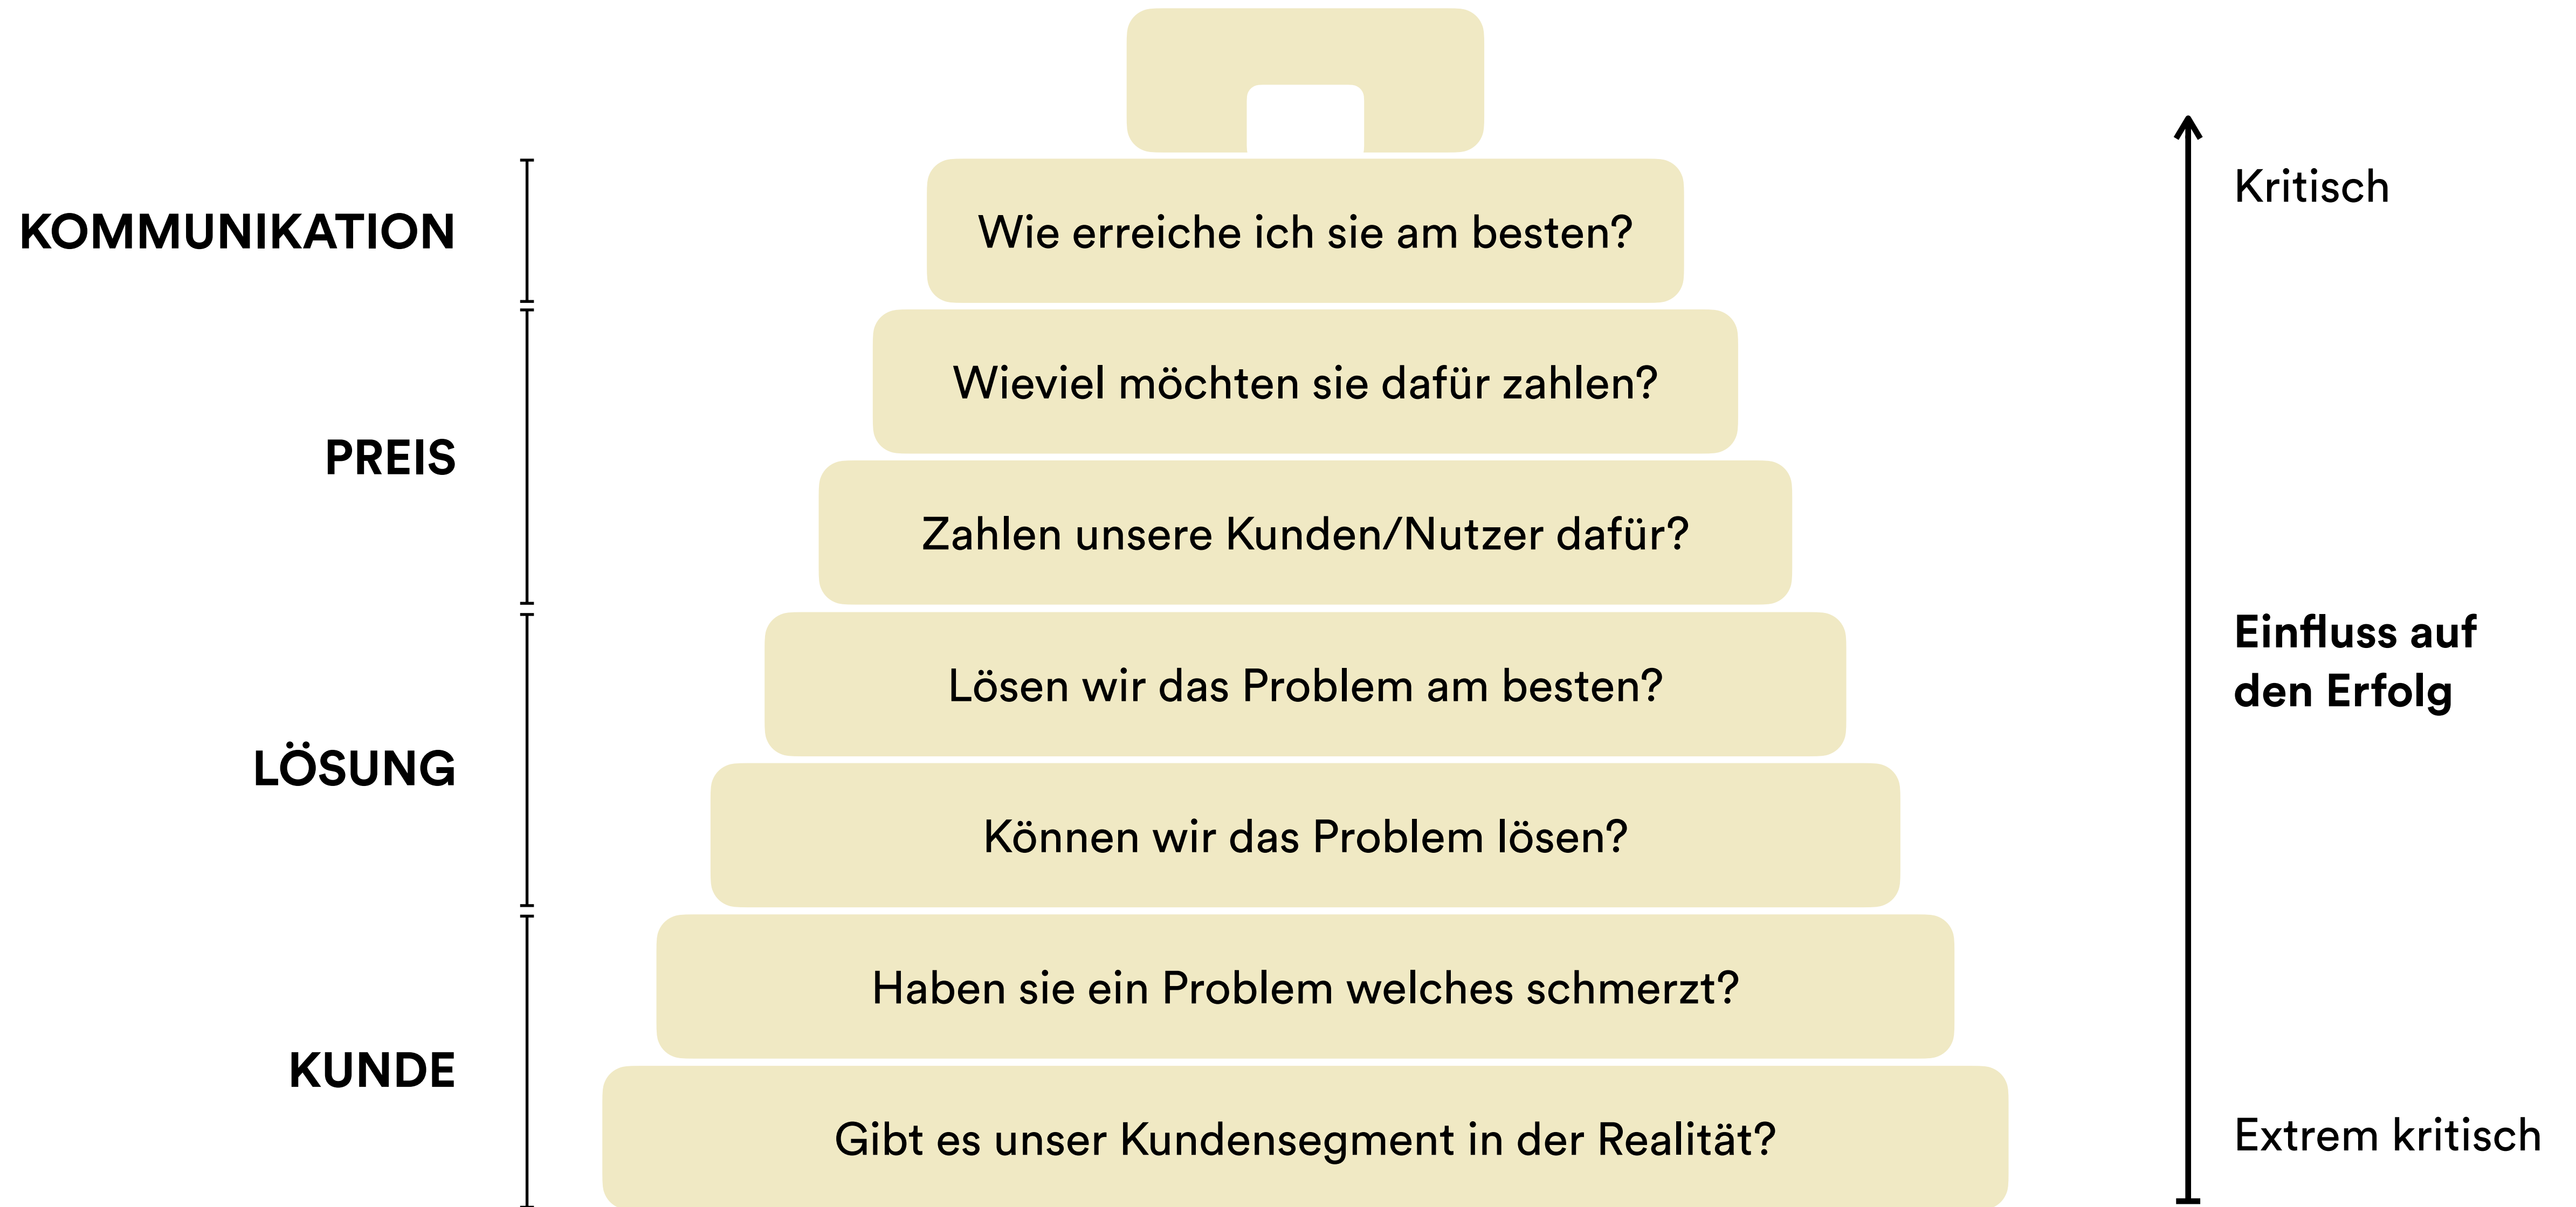 KOMMUNIKATION
Wie erreiche ich sie am besten?
Kritisch
Wieviel möchten sie dafür zahlen?
PREIS
Zahlen unsere Kunden/Nutzer dafür?
Einfluss auf
den Erfolg
Lösen wir das Problem am besten?
LÖSUNG
Können wir das Problem lösen?
Haben sie ein Problem welches schmerzt?
KUNDE
Gibt es unser Kundensegment in der Realität?
Extrem kritisch